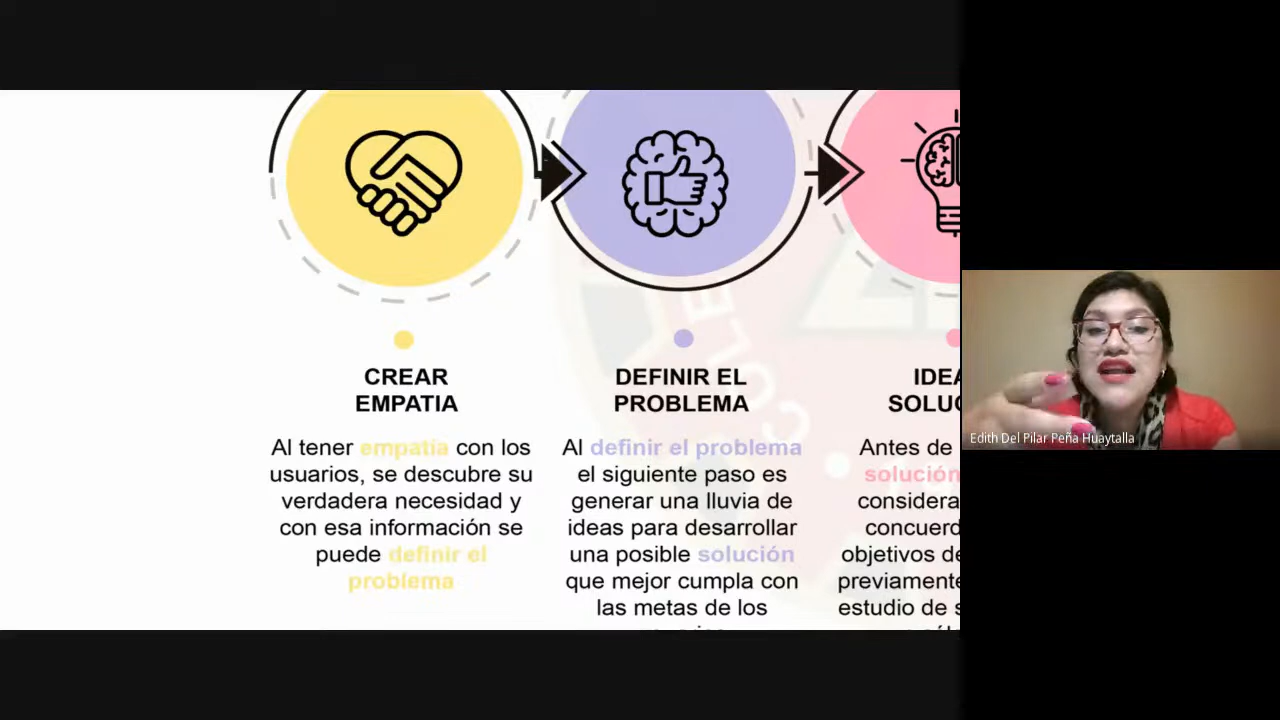 CREAR
EMPATIA
Al tener empatía con los
usuarios, se descubre su
verdadera necesidad y
con esa información se
puede definir el
problema
DEFINIR EL
PROBLEMA
Al definir el problema
el siguiente paso es
generar una lluvia de
ideas para desarrollar
una posible solución
que mejor cumpla con
las metas de los
IDEA
SOLUC
Antes de
solución
considera
concuerd
objetivos de
previamente
estudio de s
COLE
Edith Del Pilar Peña Huaytalla